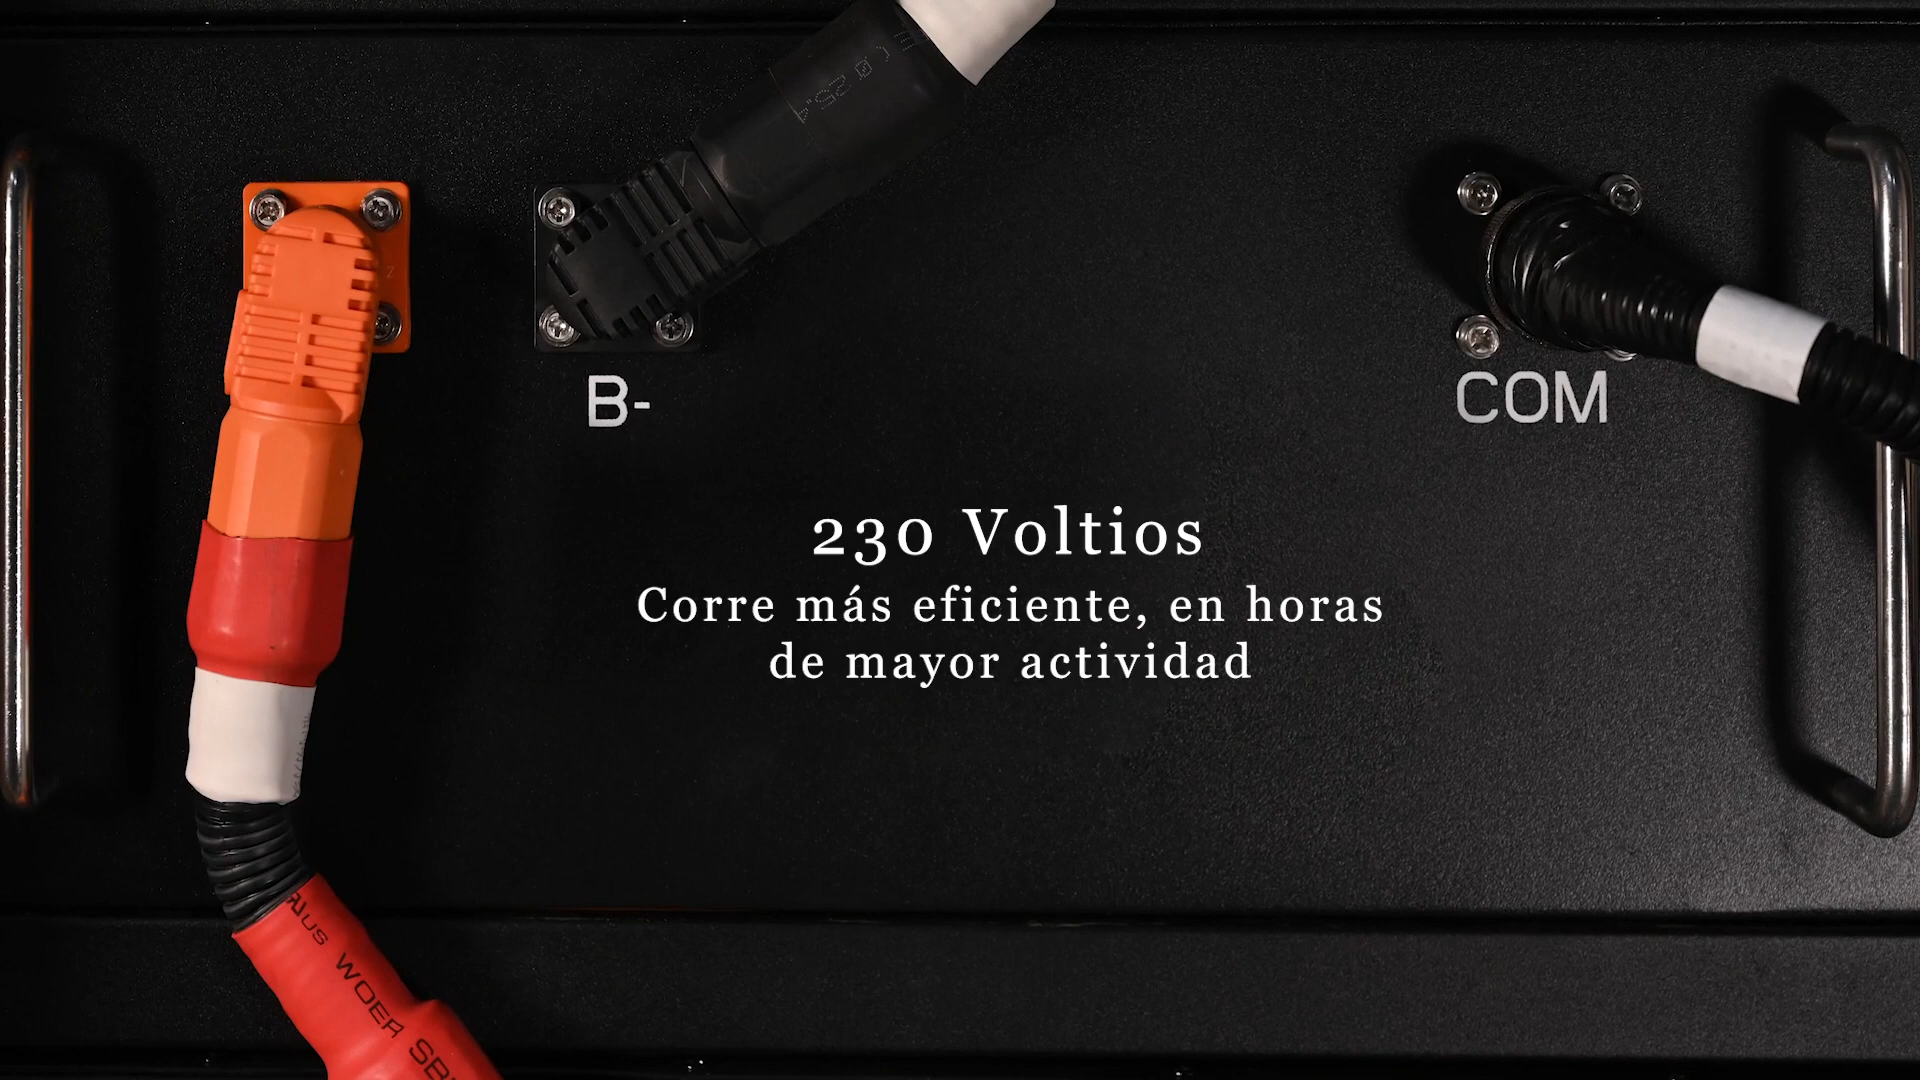 B-
COM
230 Voltios
Corre más eficiente, en horas
de mayor actividad
WOER